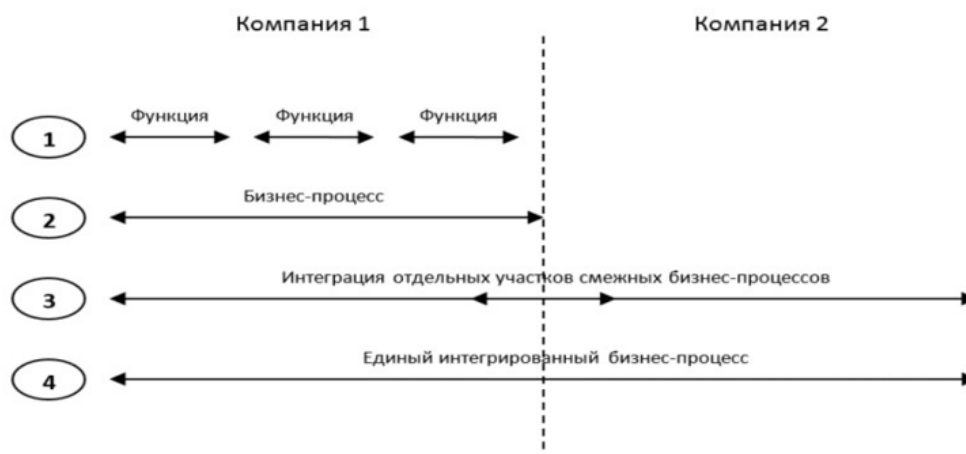 Компания 1 Компания 2
Функция Функция Функция
1
Бизнес-процесс
2
Интеграция отдельных участков смежных бизнес-процессов
3
Единый интегрированный бизнес-процесс
4